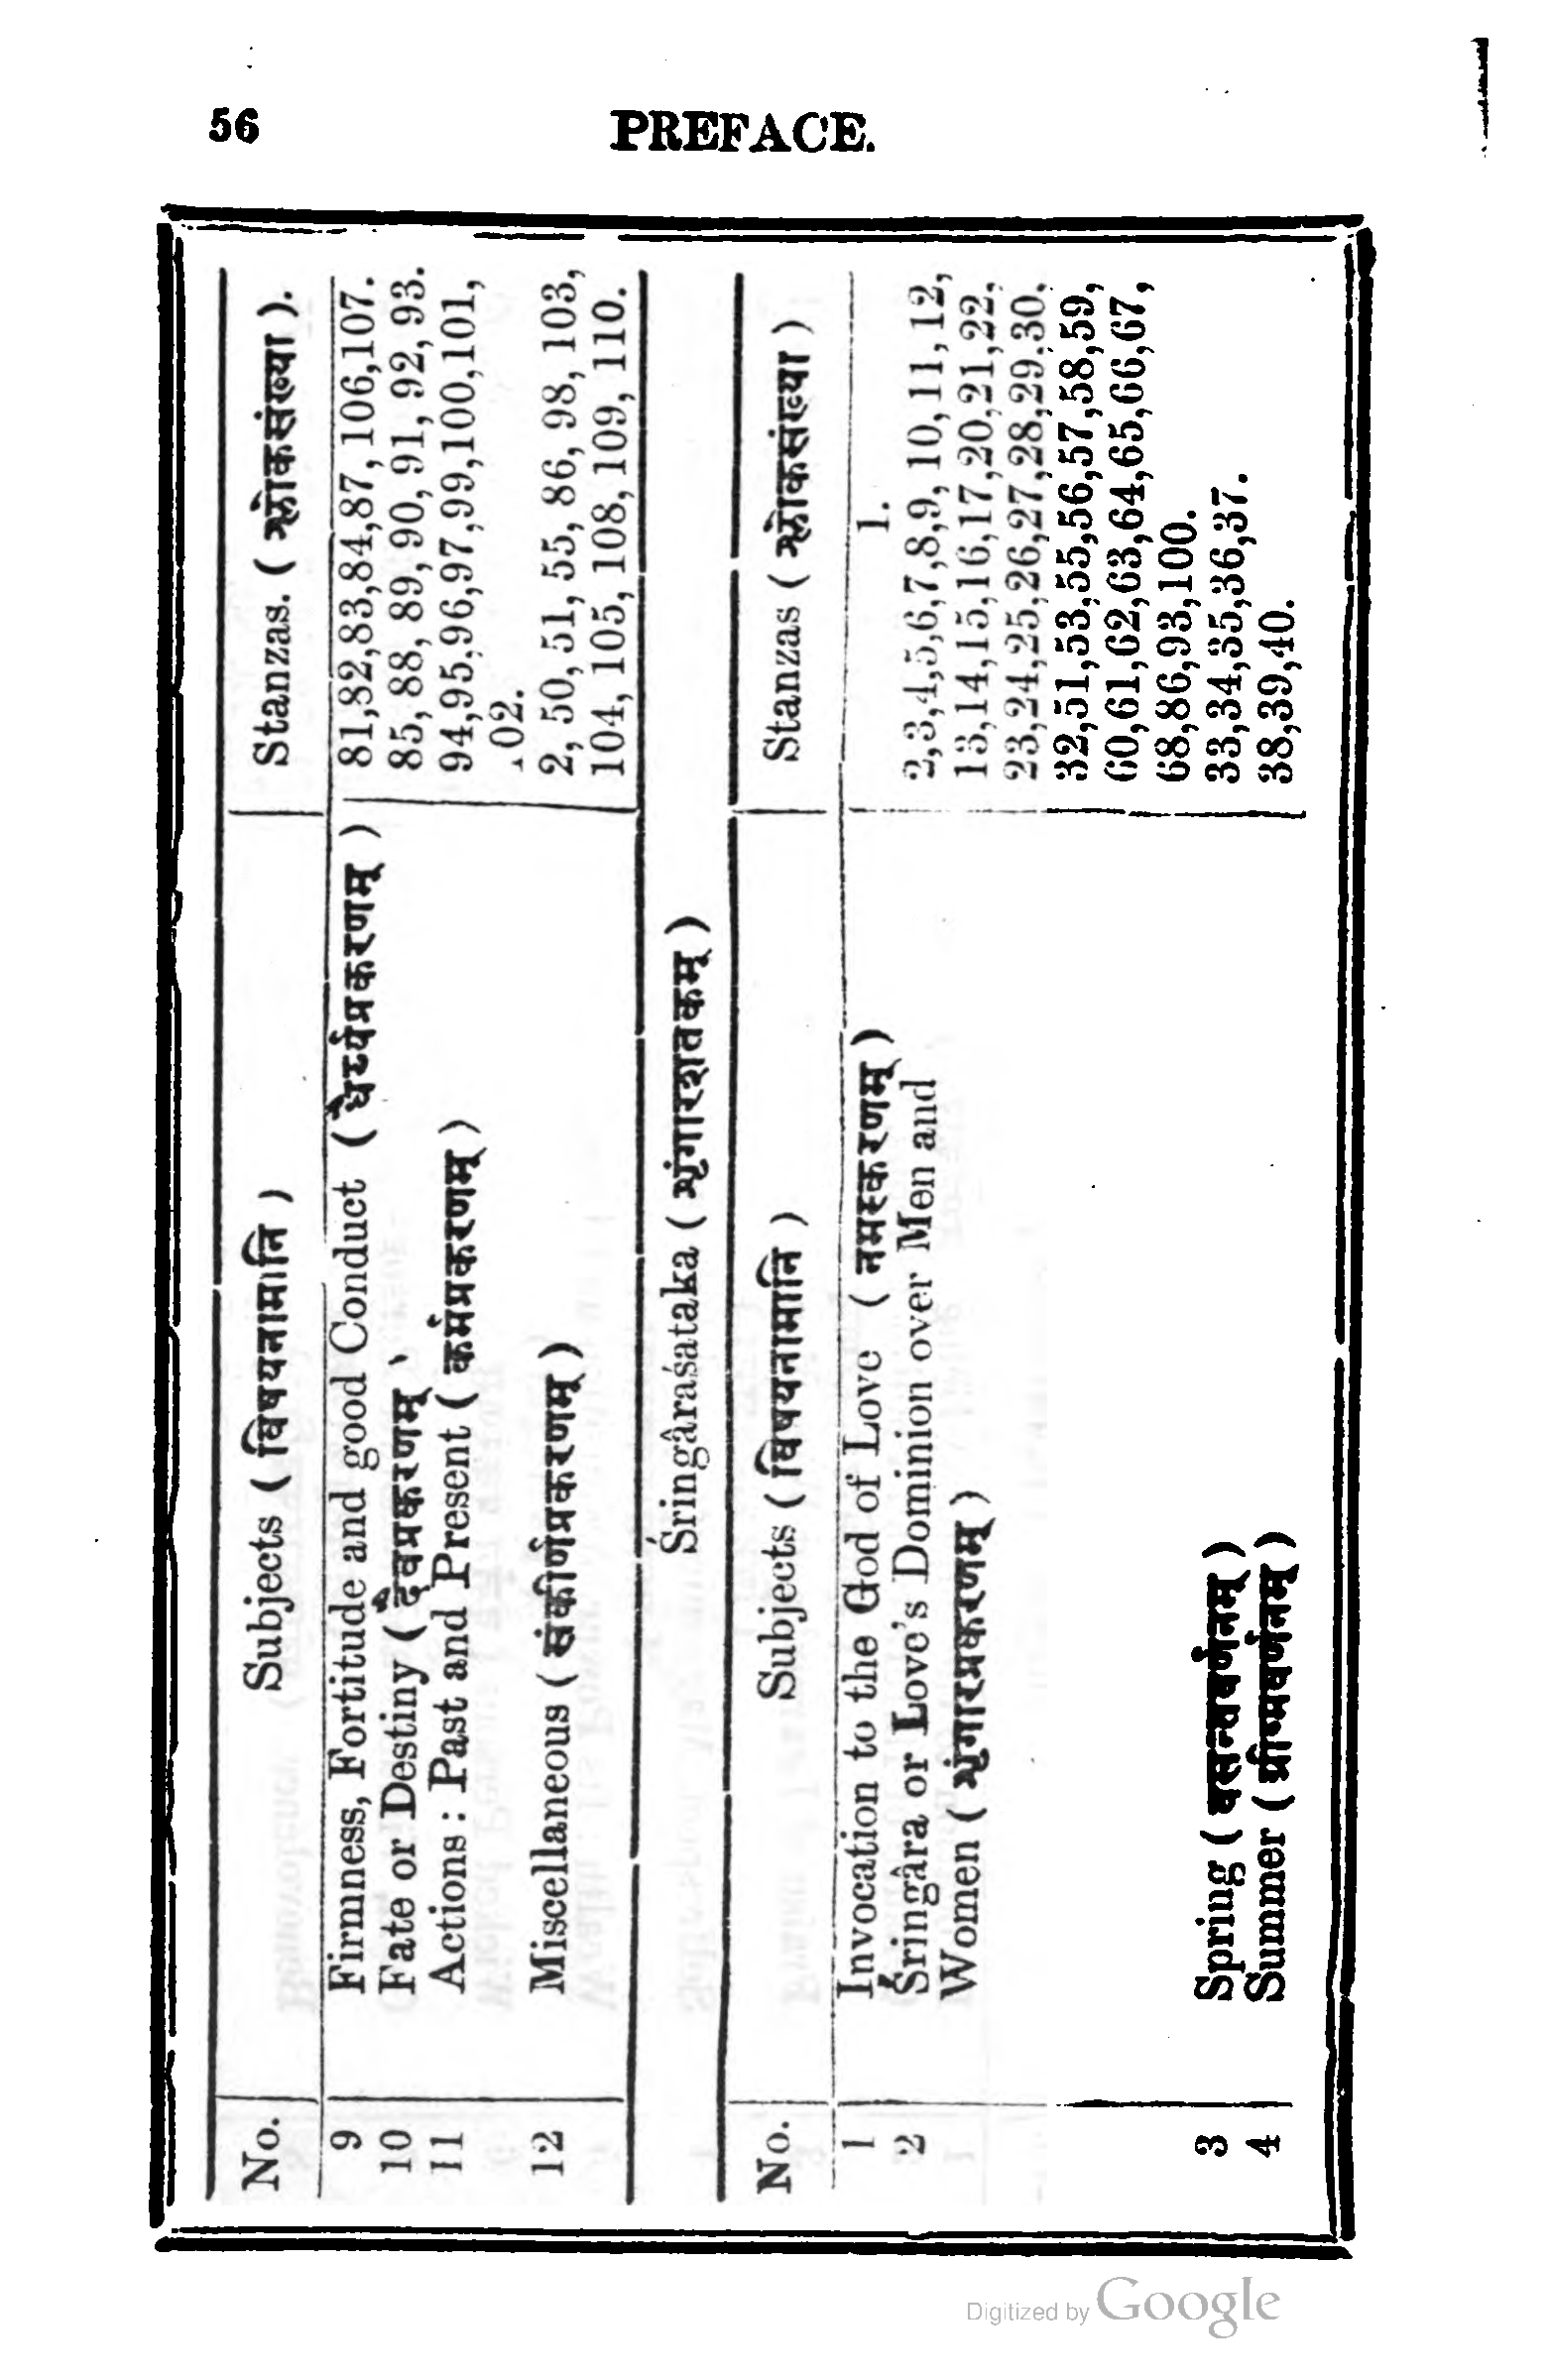 56 PREFACE.
No. Subjects ( विषयनामानि ) Stanzas. ( श्लोकसंख्या ).
9 Firmness, Fortitude and good Conduct ( धैर्य्यप्रकरणम् ) 81,82,83,84,87,106,107.
10 Fate or Destiny ( दैवप्रकरणम् ) 85, 88, 89, 90, 91, 92, 93.
11 Actions : Past and Present ( कर्मप्रकरणम् ) 94,95,96,97,99,100,101,
102.
12 Miscellaneous ( संकीर्णप्रकरणम् ) 2, 50, 51, 55, 86, 98, 103,
104, 105, 108, 109, 110.
Śringâraśataka ( शृंगारशतकम् )
No. Subjects ( विषयनामानि ) Stanzas ( श्लोकसंख्या )
1 Invocation to the God of Love ( नमस्करणम् ) 1.
2 Śringâra or Love's Dominion over Men and 2,3,4,5,6,7,8,9, 10, 11, 12,
Women ( शृंगारप्रकरणम् ) 13,14,15,16,17,20,21,22,
23,24,25,26,27,28,29.30,
32,51,53,55,56,57,58,59,
60,61,62,63,64,65,66,67,
68,86,93,100.
3 Spring ( वसन्तवर्णनम् ) 33,34,35,36,37.
4 Summer ( ग्रीष्मवर्णनम् ) 38,39,40.
Digitized by Google